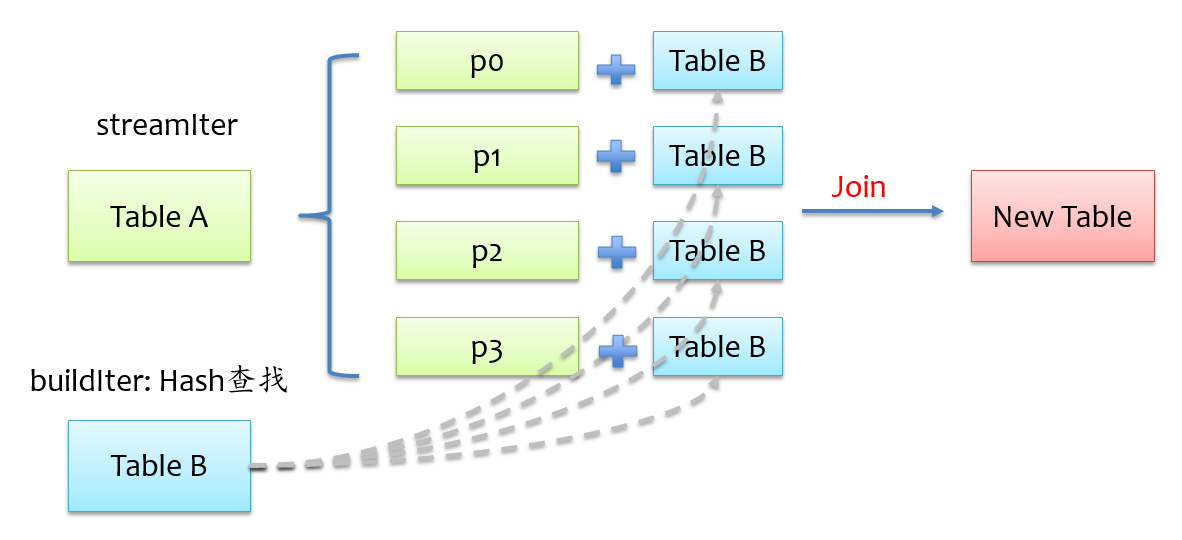 streamIter
Table A
buildIter: Hash查找
Table B
p0
Table B
p1
Table B
p2
Table B
p3
Table B
Join
New Table